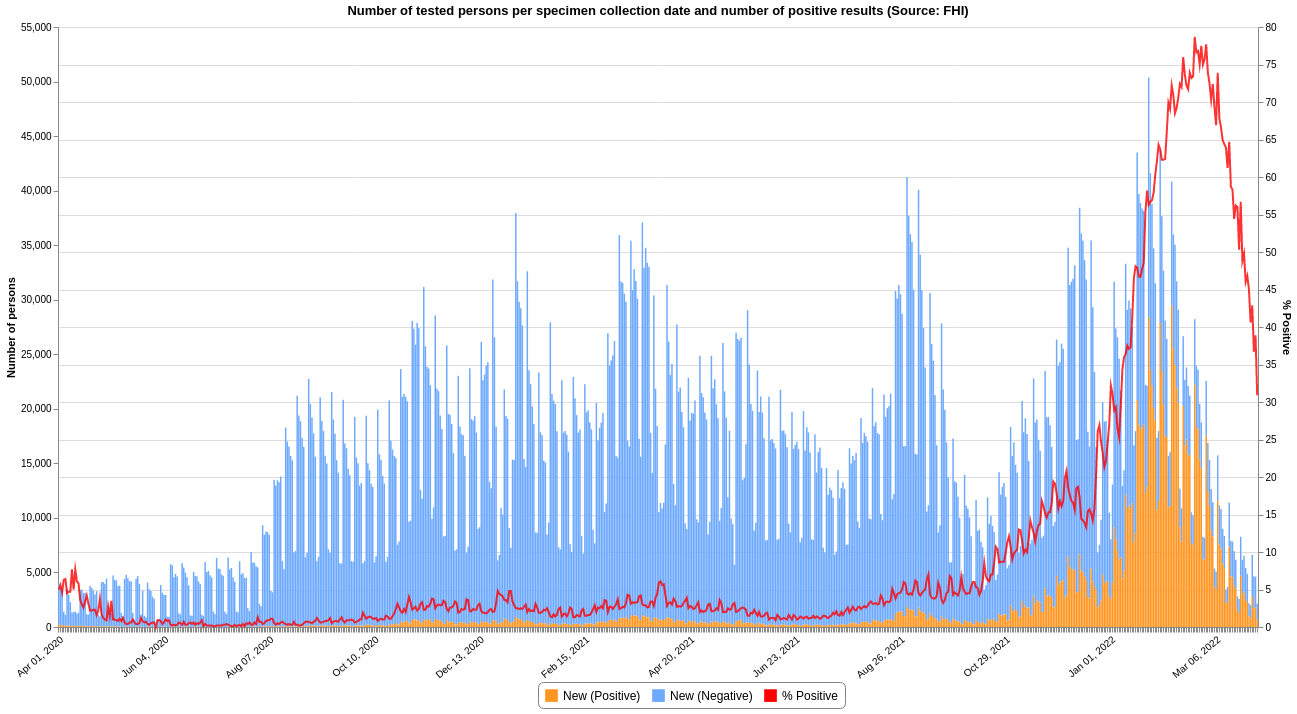 Number of tested persons per specimen collection date and number of positive results (Source: FHI)
55,000
50,000
45,000
40,000
35,000
30,000
25,000
20,000
15,000
10,000
5,000
0
Number of persons
80
75
70
65
60
55
50
45
40
35
30
25
20
15
10
5
0
% Positive
Apr 01, 2020
Jun 04, 2020
Aug 07, 2020
Oct 10, 2020
Dec 13, 2020
Feb 15, 2021
Apr 20, 2021
Jun 23, 2021
Aug 26, 2021
Oct 29, 2021
Jan 01, 2022
Mar 06, 2022
New (Positive) New (Negative) % Positive